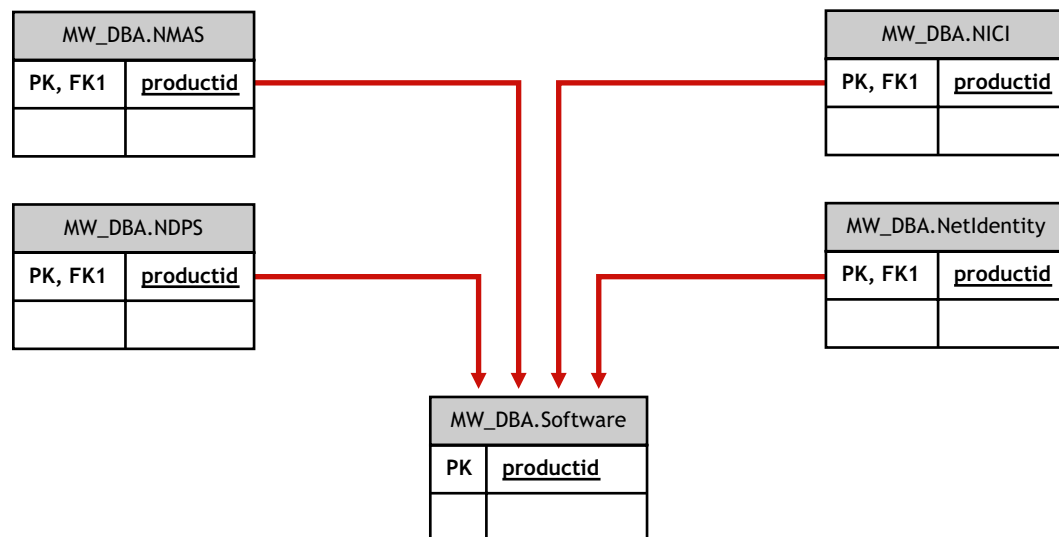 MW_DBA.NMAS
PK, FK1 productid
MW_DBA.NICI
PK, FK1 productid
MW_DBA.NDPS
PK, FK1 productid
MW_DBA.NetIdentity
PK, FK1 productid
MW_DBA.Software
PK productid